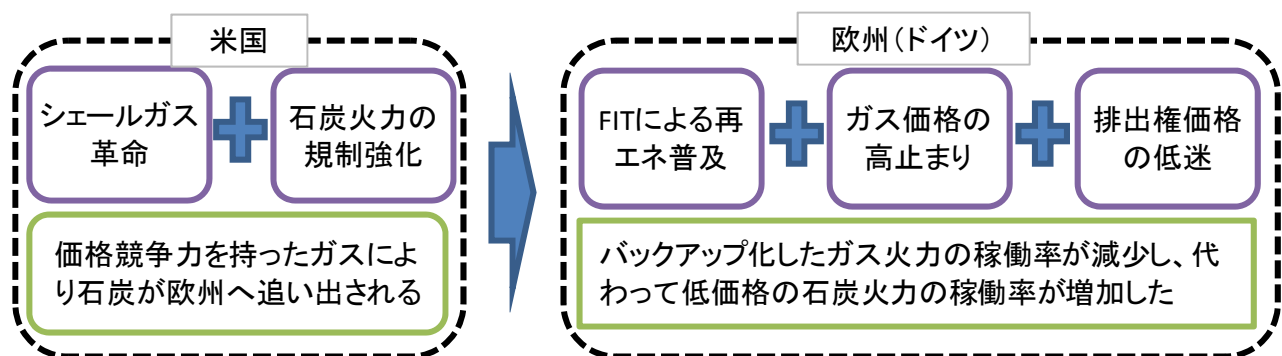 米国
シェールガス
革命
石炭火力の
規制強化
価格競争力を持ったガスによ
り石炭が欧州へ追い出される
欧州（ドイツ）
FITによる再
エネ普及
ガス価格の
高止まり
排出権価格
の低迷
バックアップ化したガス火力の稼働率が減少し、代
わって低価格の石炭火力の稼働率が増加した